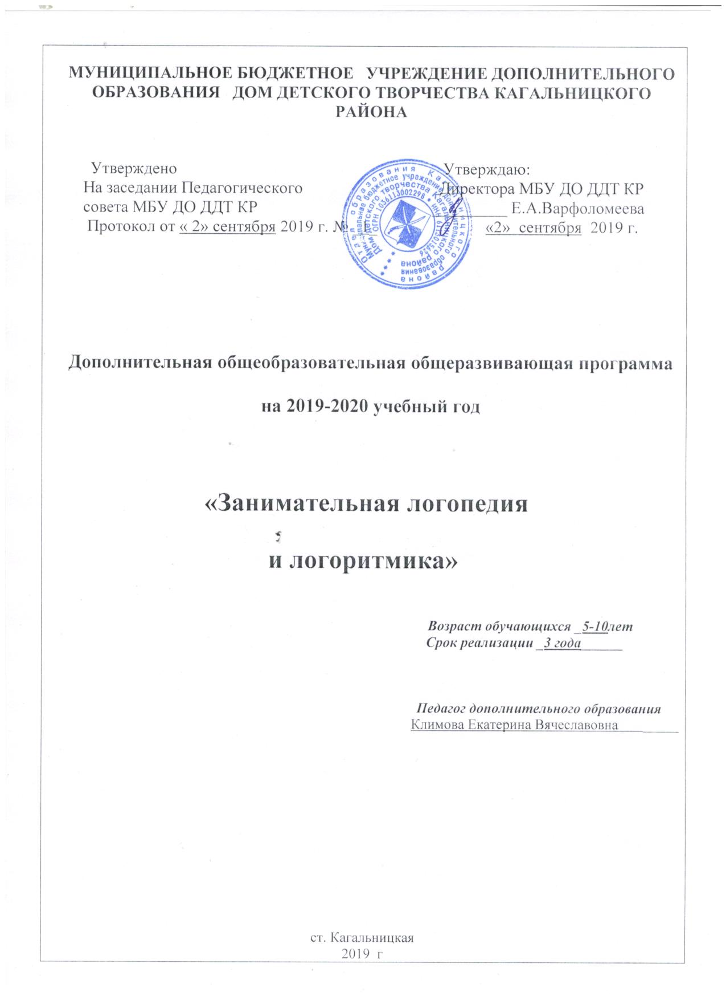 МУНИЦИПАЛЬНОЕ БЮДЖЕТНОЕ УЧРЕЖДЕНИЕ ДОПОЛНИТЕЛЬНОГО
ОБРАЗОВАНИЯ ДОМ ДЕТСКОГО ТВОРЧЕСТВА КАГАЛЬНИЦКОГО
РАЙОНА
Утверждено
На заседании Педагогического
совета МБУ ДО ДДТ КР
Протокол от « 2» сентября 2019 г. №
Утверждаю:
Директора МБУ ДО ДДТ КР
__________ Е.А.Варфоломеева
«2» сентября 2019 г.
Отдел образования Кагальницкого района
Муниципальное бюджетное учреждение дополнительного образования
Дом детского творчества Кагальницкого района
ОГРН 1036113002298 * ИНН 6113015626
Дополнительная общеобразовательная общеразвивающая программа
на 2019-2020 учебный год
«Занимательная логопедия
и логоритмика»
Возраст обучающихся _5-10лет
Срок реализации _3 года______
Педагог дополнительного образования
Климова Екатерина Вячеславовна________
ст. Кагальницкая
2019 г